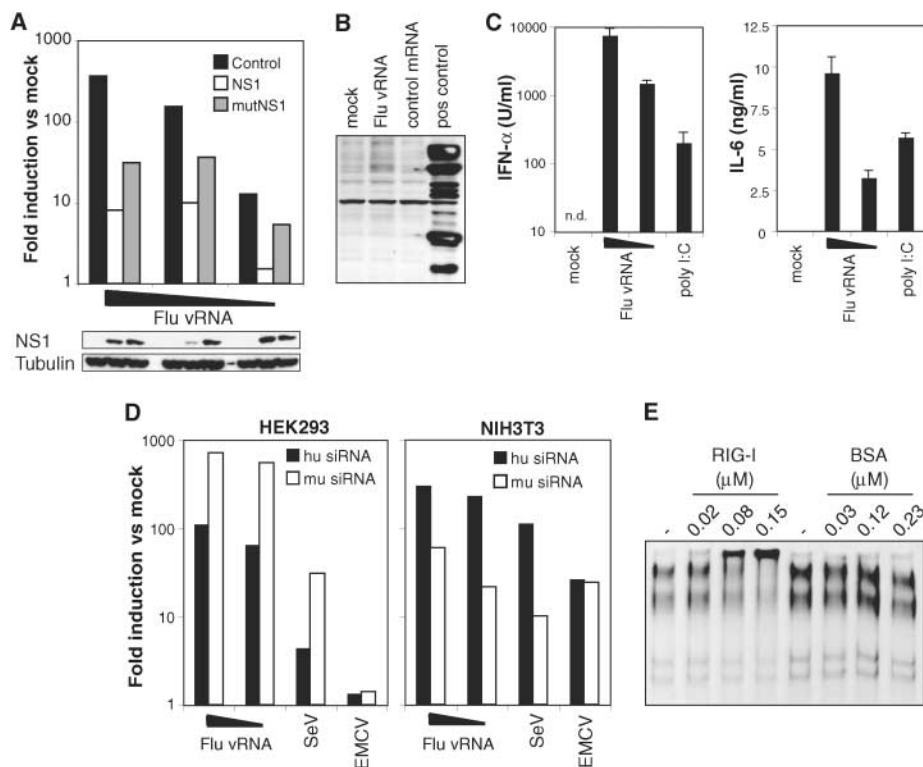 A
Fold induction vs mock
1000
100
10
1
Control
NS1
mutNS1
Flu vRNA
NS1
Tubulin
B
mock
Flu vRNA
control mRNA
pos control
C
IFN-α (U/ml)
10000
1000
100
10
n.d.
mock
Flu vRNA
poly I:C
IL-6 (ng/ml)
12.5
10
7.5
5
2.5
0
mock
Flu vRNA
poly I:C
D
HEK293
Fold induction vs mock
1000
100
10
1
hu siRNA
mu siRNA
Flu vRNA
SeV
EMCV
NIH3T3
hu siRNA
mu siRNA
Flu vRNA
SeV
EMCV
E
RIG-I
(μM)
BSA
(μM)
- 0.02 0.08 0.15 - 0.03 0.12 0.23